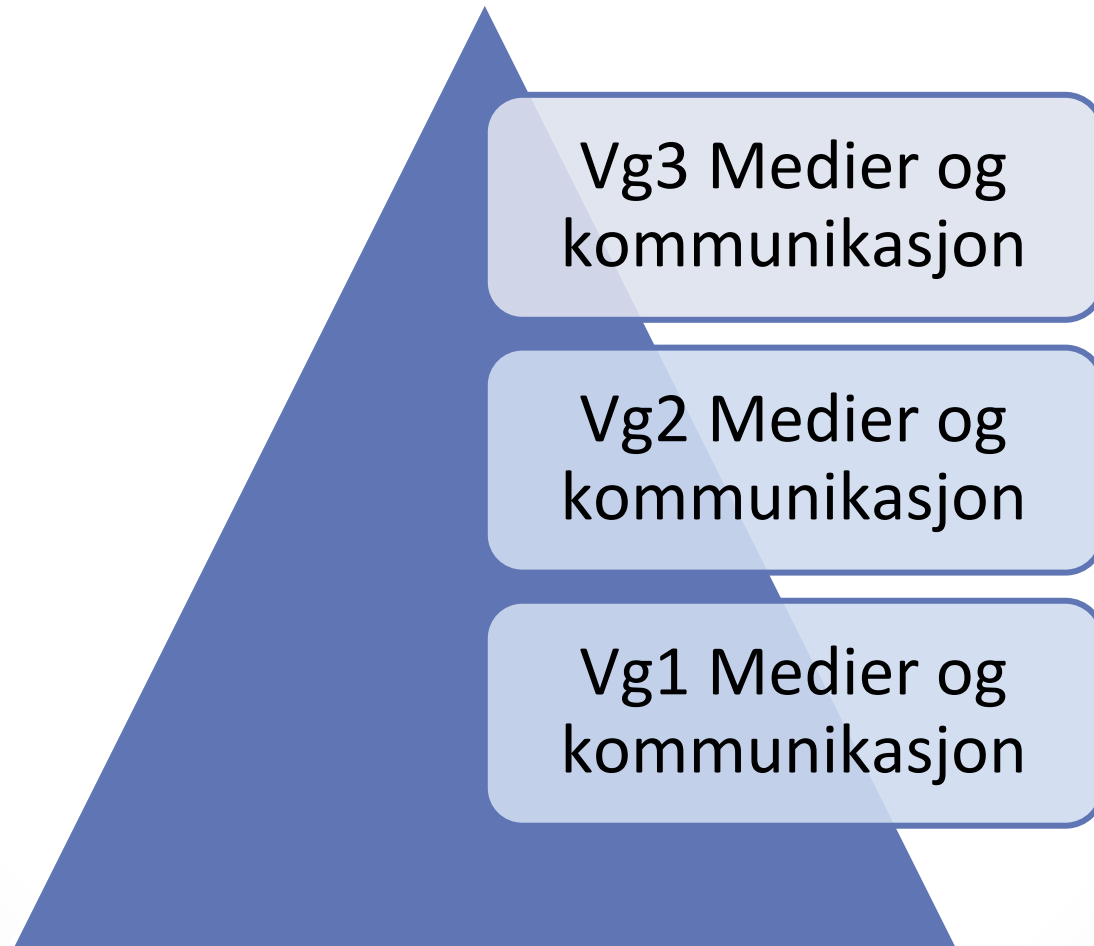 Vg3 Medier og
kommunikasjon
Vg2 Medier og
kommunikasjon
Vg1 Medier og
kommunikasjon